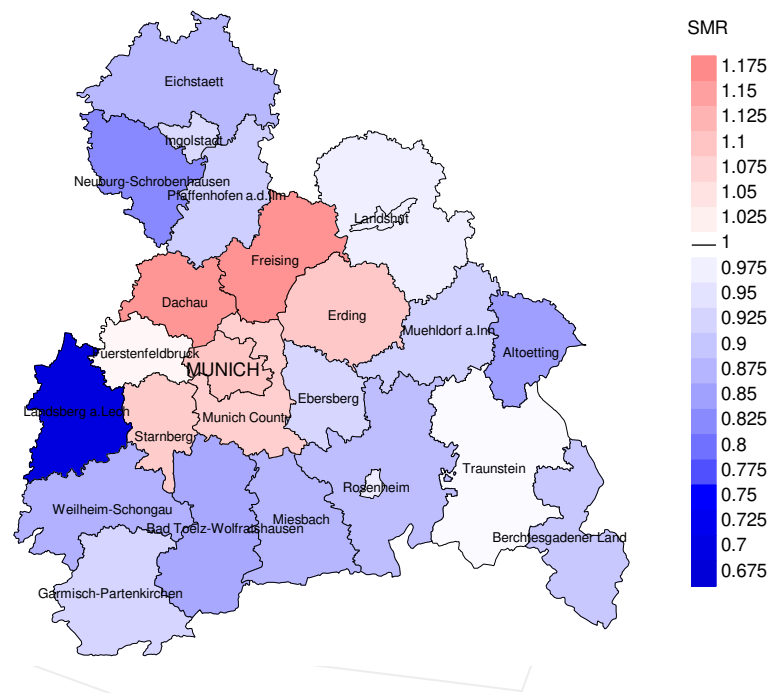 SMR
1.175
1.15
1.125
1.1
1.075
1.05
1.025
1
0.975
0.95
0.925
0.9
0.875
0.85
0.825
0.8
0.775
0.75
0.725
0.7
0.675
Eichstaett
Ingolstadt
Neuburg-Schrobenhausen
Pfaffenhofen a.d.Ilm
Landshut
Freising
Dachau
Erding
Muehldorf a.Inn
Altoetting
Fuerstenfeldbruck
MUNICH
Ebersberg
Landsberg a.Lech
Munich County
Starnberg
Traunstein
Rosenheim
Weilheim-Schongau
Miesbach
Bad Toelz-Wolfratshausen
Berchtesgadener Land
Garmisch-Partenkirchen